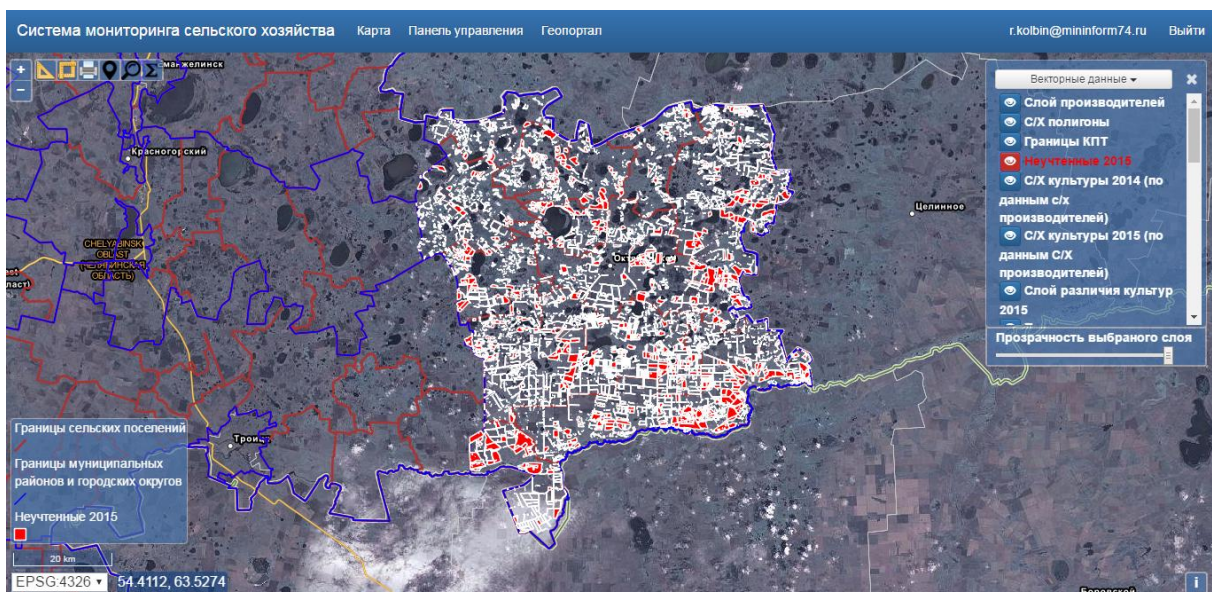 Система мониторинга сельского хозяйства Карта Панель управления Геопортал r.kolbin@mininform74.ru Выйти
+
Σ
−
Красногорский
CHELYABINSK
OBLAST
Троицк
Целинное
20 km
Векторные данные
Слой производителей
С/Х полигоны
Границы КПТ
Неучтенные 2015
С/Х культуры 2014 (по
данным с/х
производителей)
С/Х культуры 2015 (по
данным С/Х
производителей)
Слой различия культур
2015
Прозрачность выбраного слоя
Границы сельских поселений
Границы муниципальных
районов и городских округов
Неучтенные 2015
EPSG:4326 54.4112, 63.5274
i